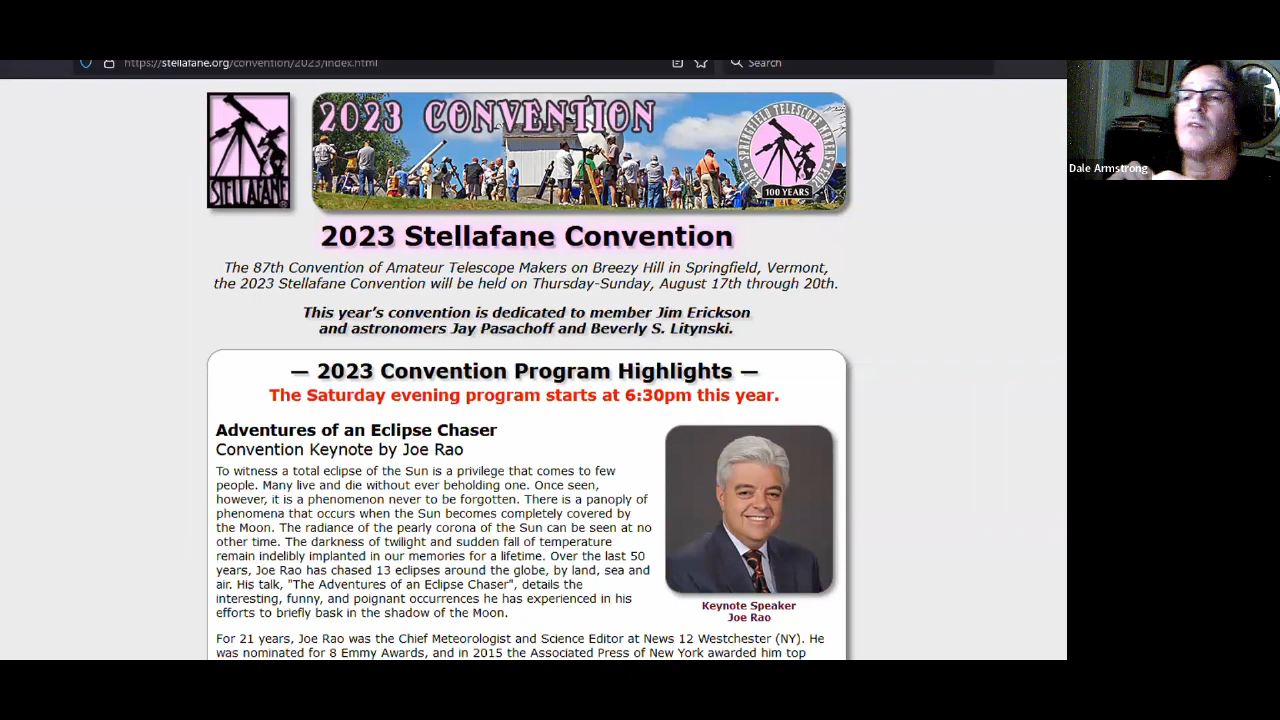 https://stellafane.org/convention/2023/index.html
Search
STELLAFANE
2023 CONVENTION
SPRINGFIELD TELESCOPE MAKERS
100 YEARS
Dale Armstrong
2023 Stellafane Convention
The 87th Convention of Amateur Telescope Makers on Breezy Hill in Springfield, Vermont,
the 2023 Stellafane Convention will be held on Thursday-Sunday, August 17th through 20th.
This year's convention is dedicated to member Jim Erickson
and astronomers Jay Pasachoff and Beverly S. Litynski.
— 2023 Convention Program Highlights —
The Saturday evening program starts at 6:30pm this year.
Adventures of an Eclipse Chaser
Convention Keynote by Joe Rao
To witness a total eclipse of the Sun is a privilege that comes to few
people. Many live and die without ever beholding one. Once seen,
however, it is a phenomenon never to be forgotten. There is a panoply of
phenomena that occurs when the Sun becomes completely covered by
the Moon. The radiance of the pearly corona of the Sun can be seen at no
other time. The darkness of twilight and sudden fall of temperature
remain indelibly implanted in our memories for a lifetime. Over the last 50
years, Joe Rao has chased 13 eclipses around the globe, by land, sea and
air. His talk, "The Adventures of an Eclipse Chaser", details the
interesting, funny, and poignant occurrences he has experienced in his
efforts to briefly bask in the shadow of the Moon.
Keynote Speaker
Joe Rao
For 21 years, Joe Rao was the Chief Meteorologist and Science Editor at News 12 Westchester (NY). He
was nominated for 8 Emmy Awards, and in 2015 the Associated Press of New York awarded him top